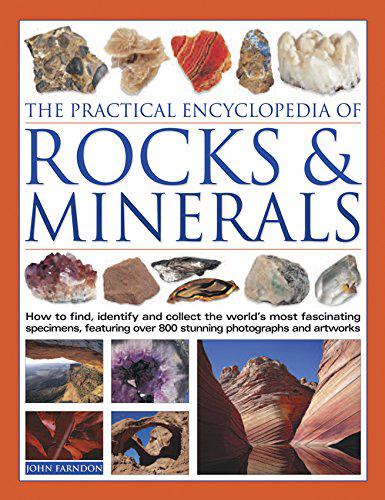 THE PRACTICAL ENCYCLOPEDIA OF
ROCKS &
MINERALS
How to find, identify and collect the world's most fascinating
specimens, featuring over 800 stunning photographs and artworks
JOHN FARNDON